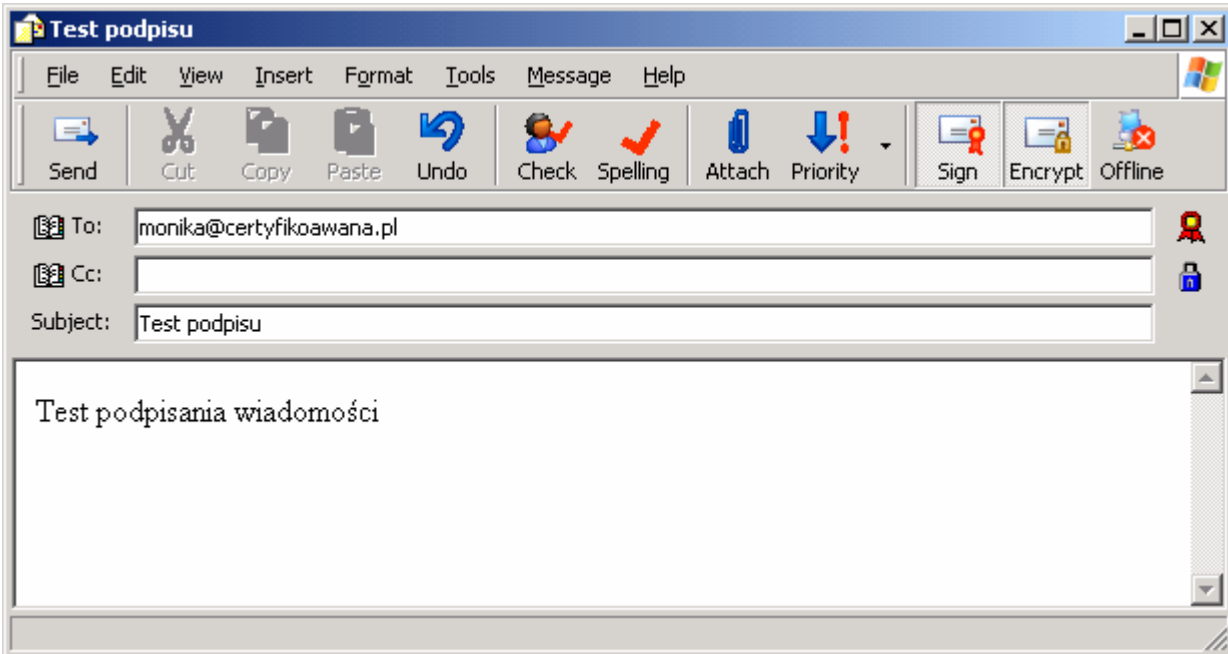 Test podpisu
File Edit View Insert Format Tools Message Help
Send Cut Copy Paste Undo Check Spelling Attach Priority Sign Encrypt Offline
To: monika@certyfikoawana.pl
Cc:
Subject: Test podpisu
Test podpisania wiadomości